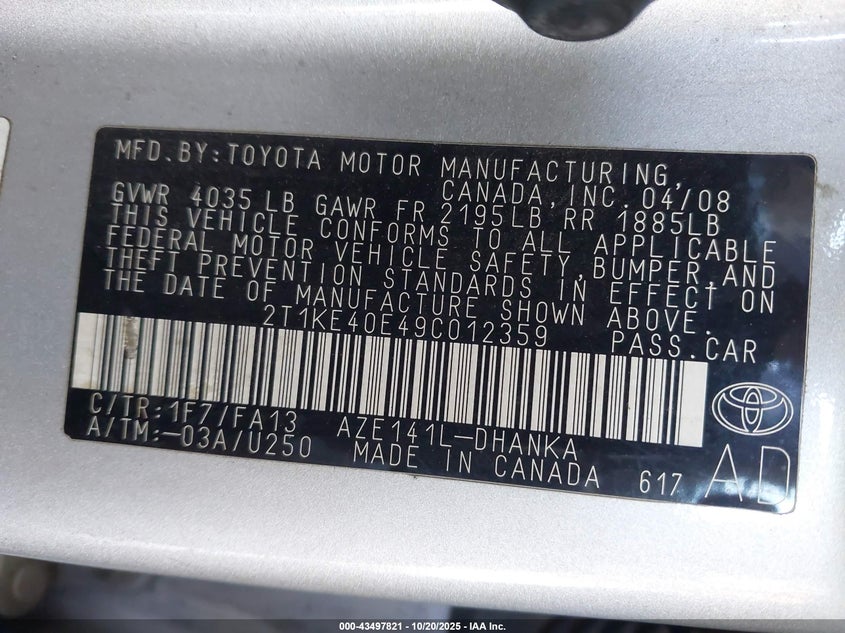 MFD.BY:TOYOTA MOTOR MANUFACTURING,
CANADA,INC. 04/08
GVWR 4035 LB GAWR FR 2195LB RR 1885LB
THIS VEHICLE CONFORMS TO ALL APPLICABLE
FEDERAL MOTOR VEHICLE SAFETY,BUMPER,AND
THEFT PREVENTION STANDARDS IN EFFECT ON
THE DATE OF MANUFACTURE SHOWN ABOVE.
2T1KE40E49C012359 PASS.CAR
C/TR:1F7/FA13 AZE141L-DHANKA
A/TM:-03A/U250 MADE IN CANADA 617 AD
000-43497821 | 10/20/2025 - IAA Inc.